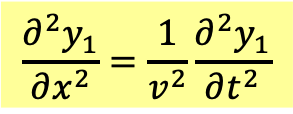 ∂²y₁/∂x² = 1/v² ∂²y₁/∂t²